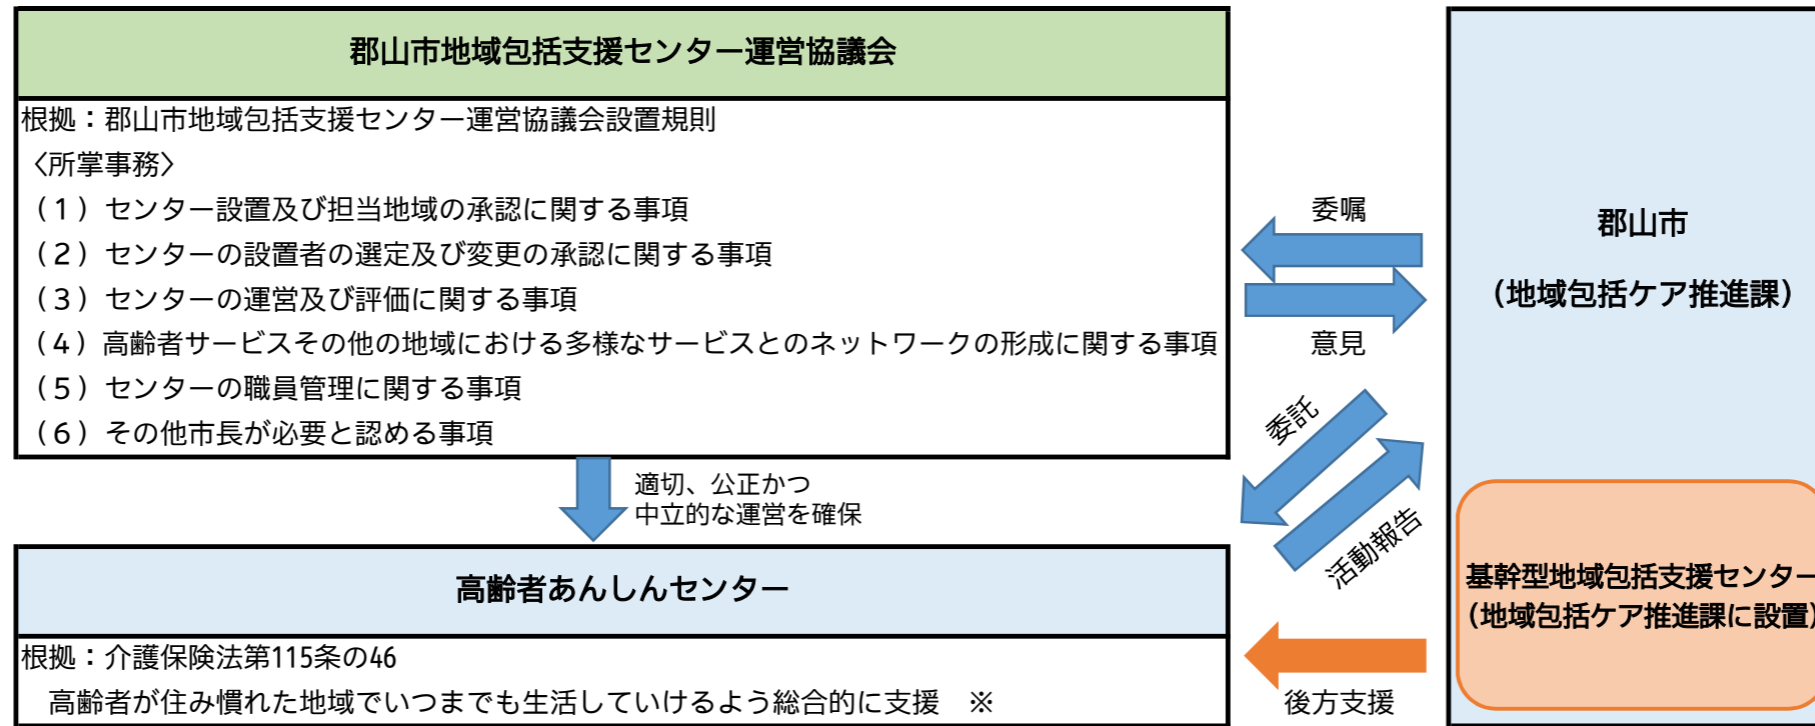 郡山市地域包括支援センター運営協議会
根拠：郡山市地域包括支援センター運営協議会設置規則
〈所掌事務〉
（１）センター設置及び担当地域の承認に関する事項
（２）センターの設置者の選定及び変更の承認に関する事項
（３）センターの運営及び評価に関する事項
（４）高齢者サービスその他の地域における多様なサービスとのネットワークの形成に関する事項
（５）センターの職員管理に関する事項
（６）その他市長が必要と認める事項
適切、公正かつ
中立的な運営を確保
高齢者あんしんセンター
根拠：介護保険法第115条の46
高齢者が住み慣れた地域でいつまでも生活していけるよう総合的に支援　※
委嘱
意見
委託
活動報告
後方支援
郡山市
（地域包括ケア推進課）
基幹型地域包括支援センター
（地域包括ケア推進課に設置）